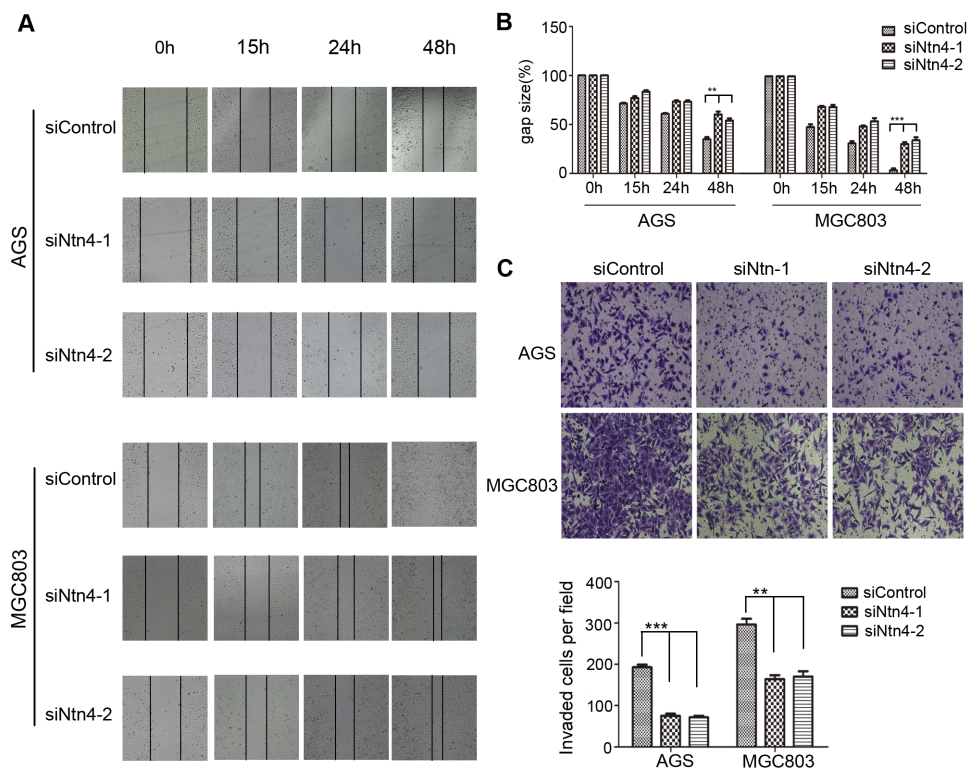 A
0h 15h 24h 48h
AGS
siControl
siNtn4-1
siNtn4-2
MGC803
siControl
siNtn4-1
siNtn4-2
B
gap size(%)
150
100
50
0
siControl
siNtn4-1
siNtn4-2
** ***
0h 15h 24h 48h 0h 15h 24h 48h
AGS MGC803
C
siControl siNtn-1 siNtn4-2
AGS
MGC803
Invaded cells per field
400
300
200
100
0
*** **
siControl
siNtn4-1
siNtn4-2
AGS MGC803